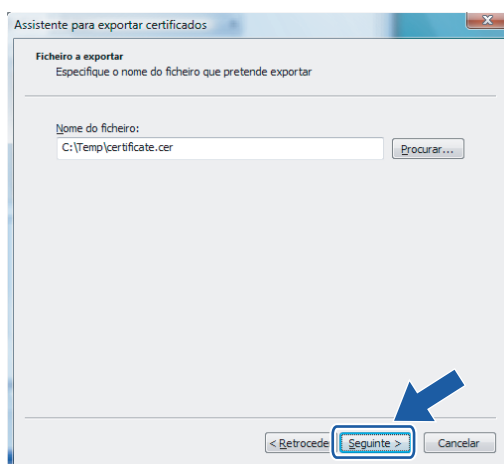 Assistente para exportar certificados
Ficheiro a exportar
Especifique o nome do ficheiro que pretende exportar
Nome do ficheiro:
C:\Temp\certificate.cer
Procurar...
< Retrocede
Seguinte >
Cancelar